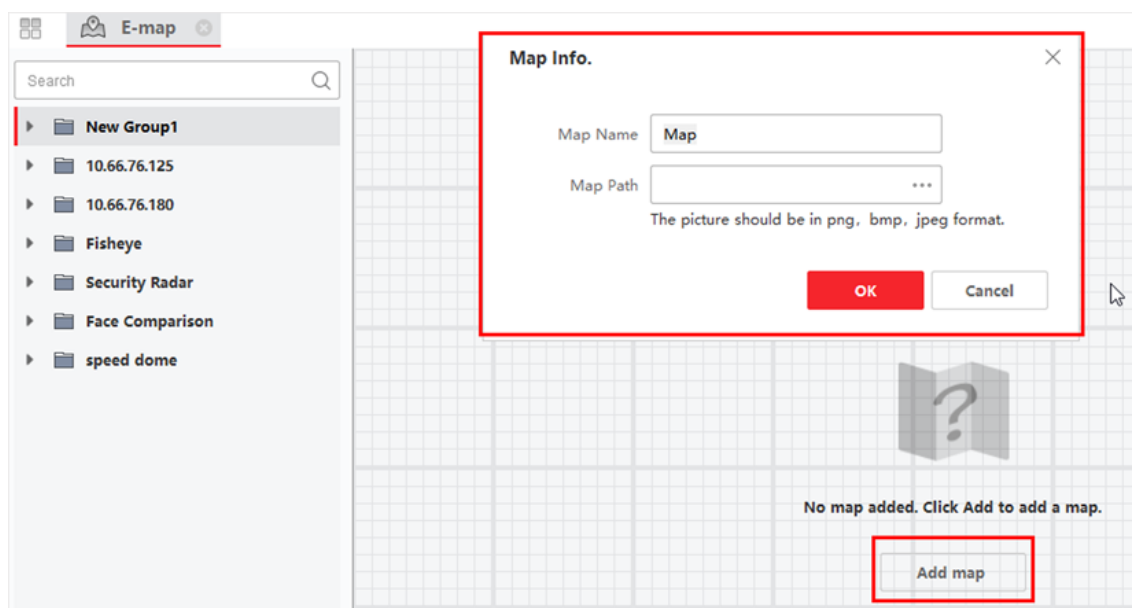 E-map
Search
New Group1
10.66.76.125
10.66.76.180
Fisheye
Security Radar
Face Comparison
speed dome
Map Info.
Map Name Map
Map Path ...
The picture should be in png, bmp, jpeg format.
OK Cancel
?
No map added. Click Add to add a map.
Add map